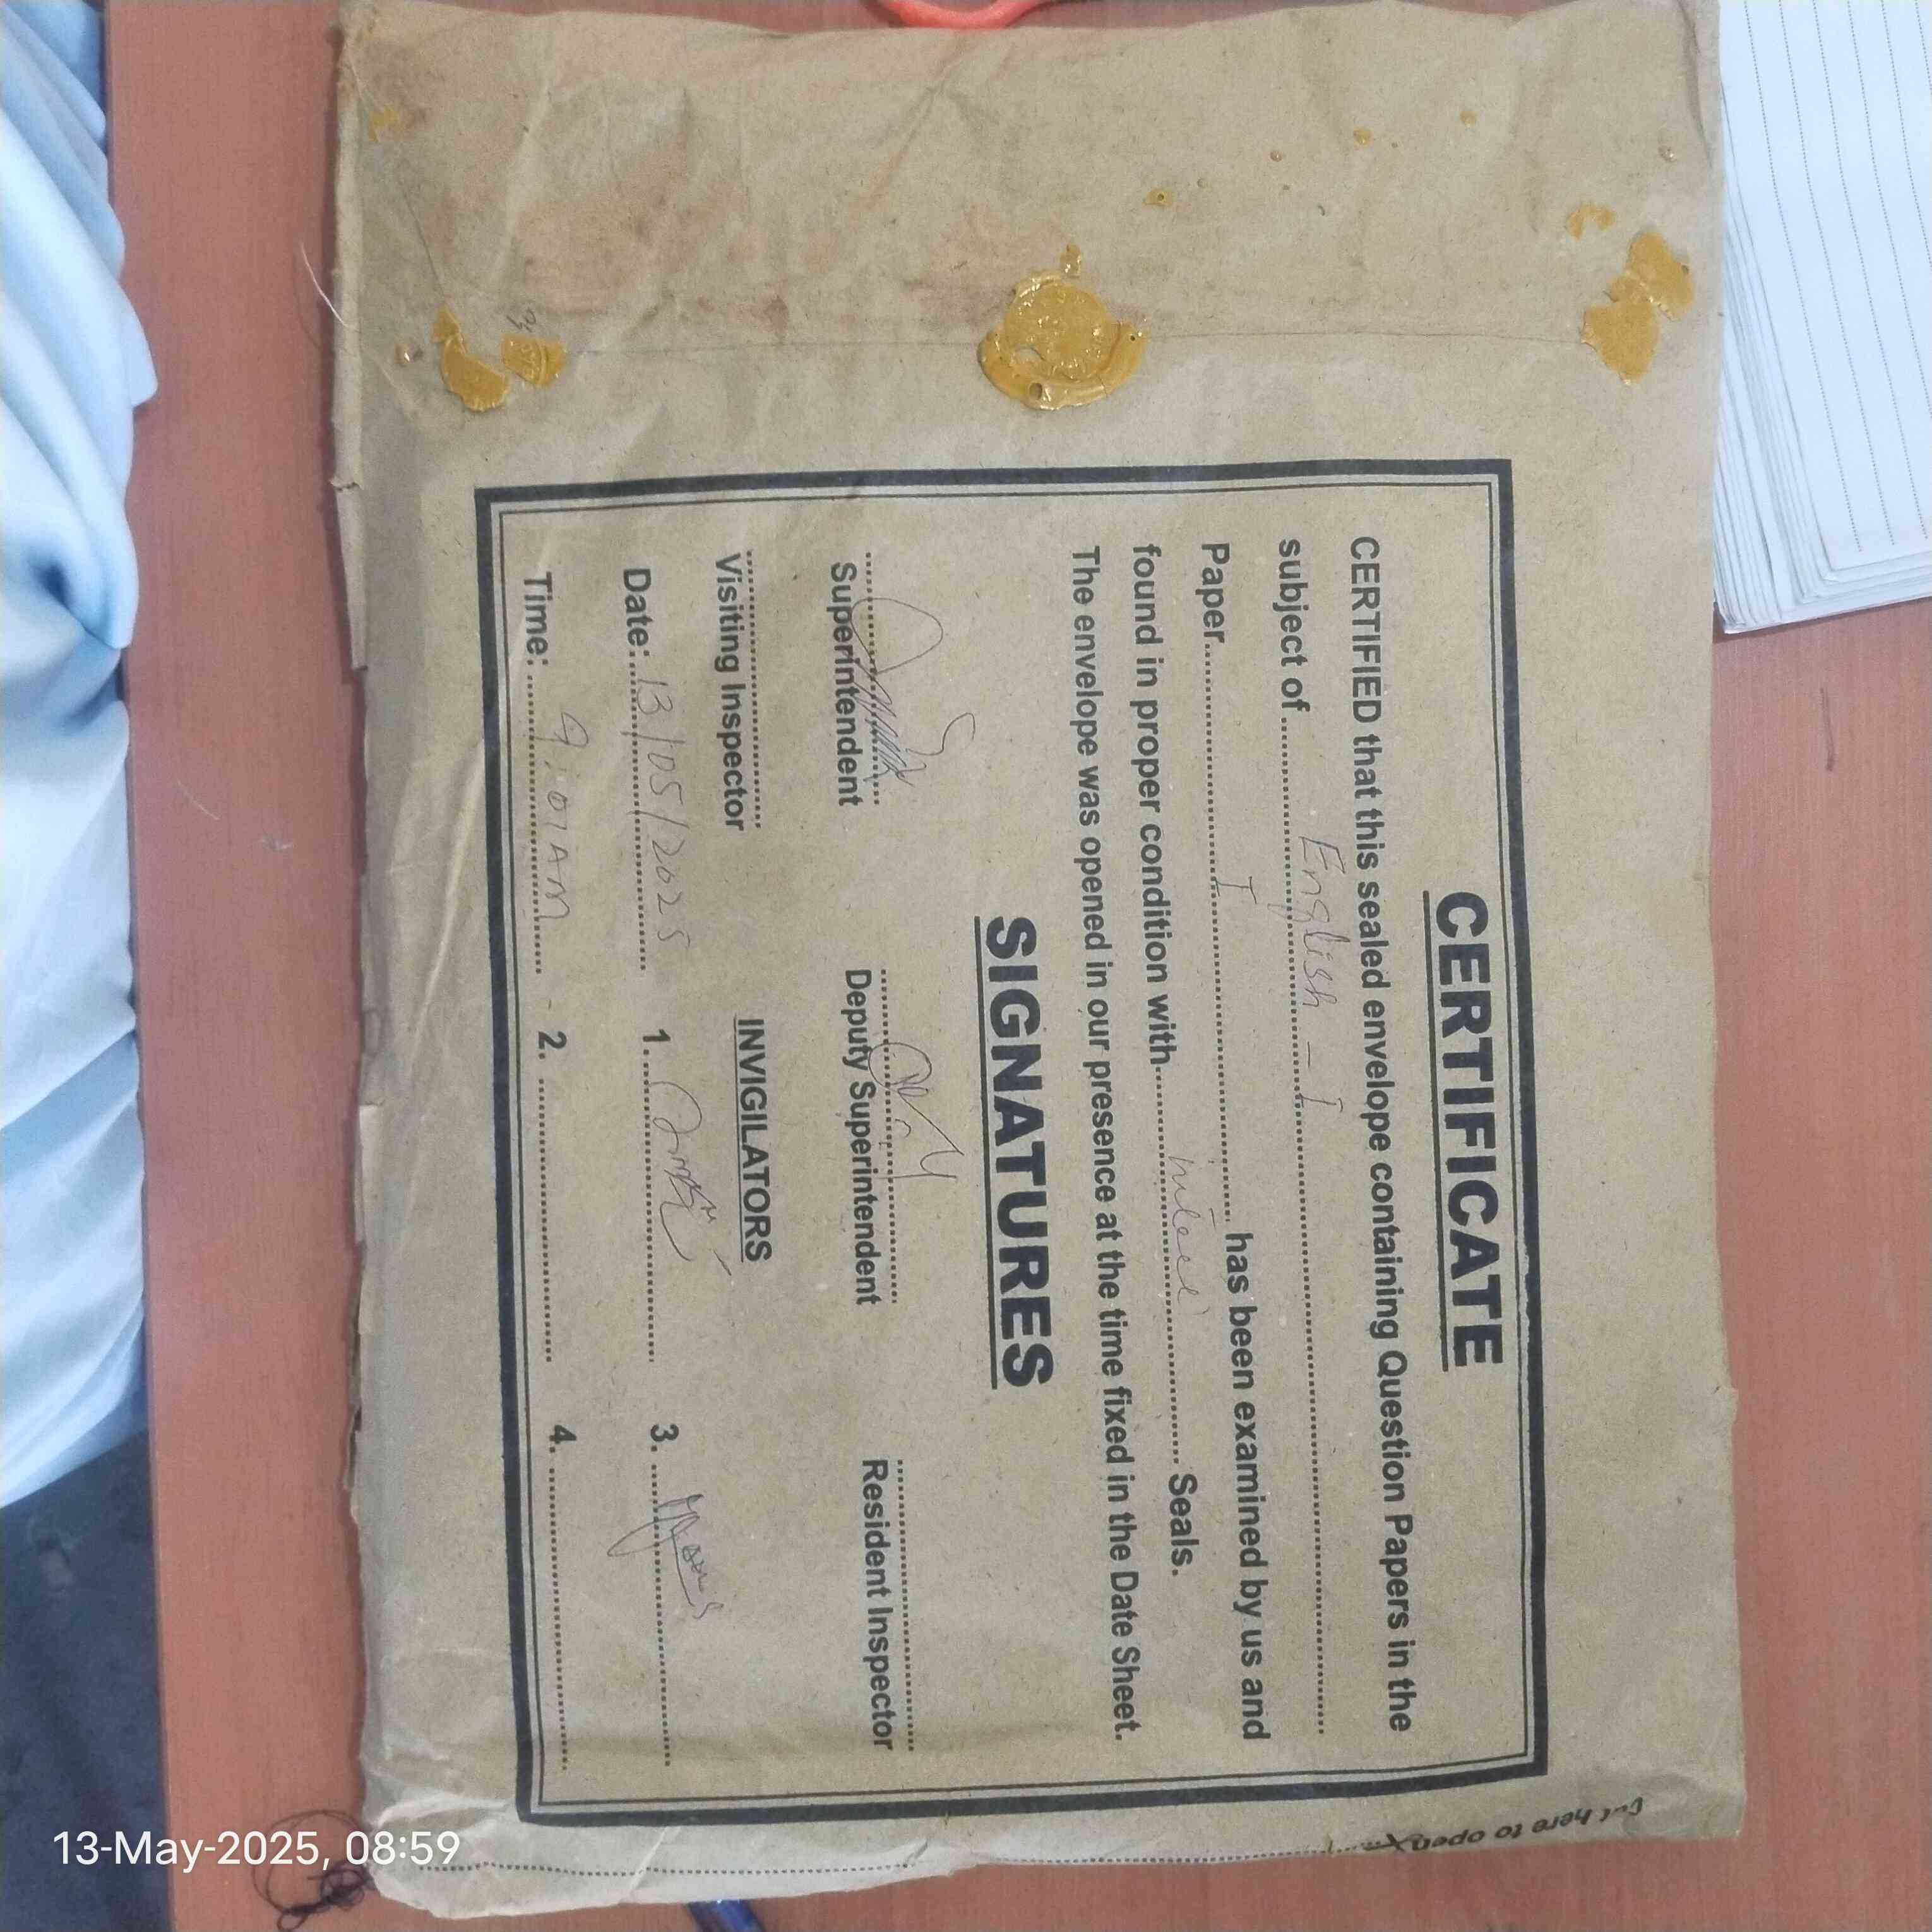 CERTIFICATE
CERTIFIED that this sealed envelope containing Question Papers in the
subject of English - I
Paper I has been examined by us and
found in proper condition with Seals.
The envelope was opened in our presence at the time fixed in the Date Sheet.
SIGNATURES
Superintendent Deputy Superintendent Resident Inspector
Visiting Inspector INVIGILATORS
Date: 13/05/2025 1. 3.
Time: 9:01 AM 2. 4.
Cut here to open
13-May-2025, 08:59